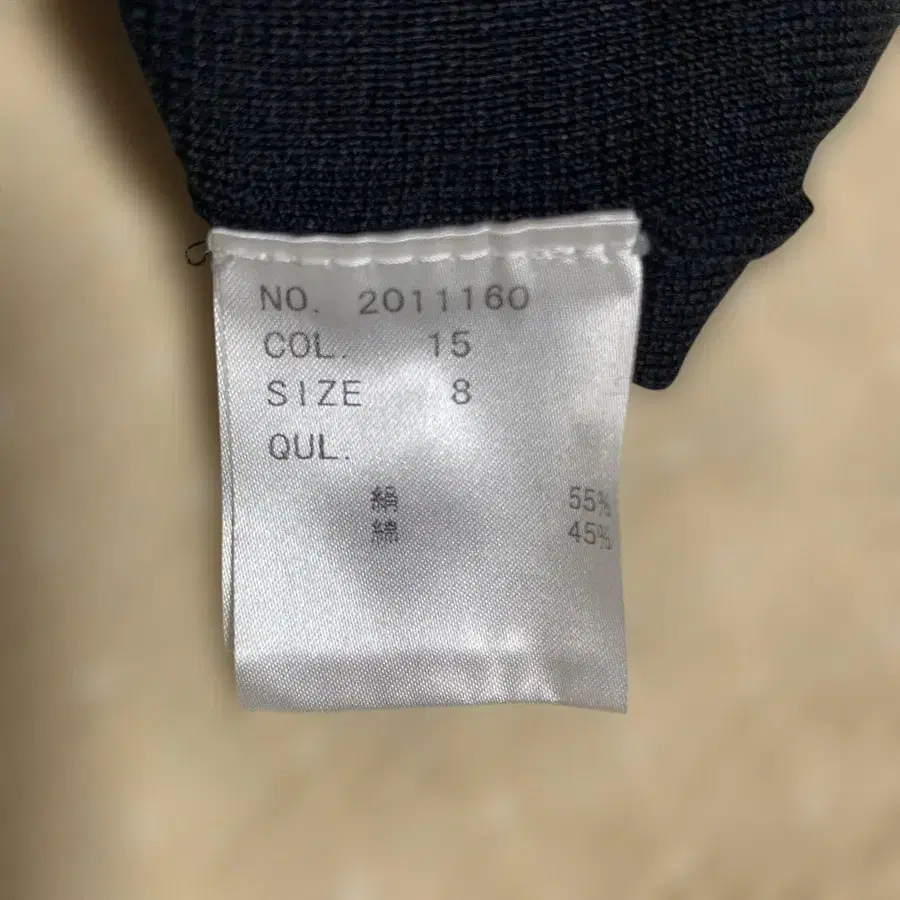 NO. 2011160
COL. 15
SIZE 8
QUL.
絹 55%
綿 45%